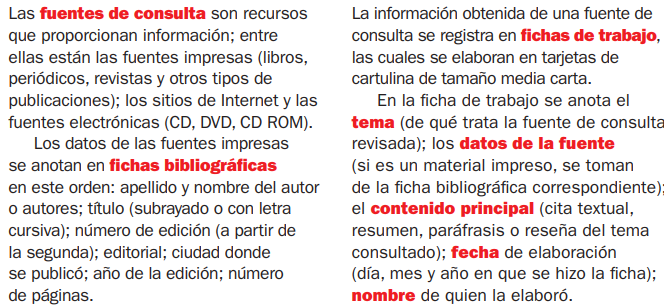 Las fuentes de consulta son recursos
que proporcionan información; entre
ellas están las fuentes impresas (libros,
periódicos, revistas y otros tipos de
publicaciones); los sitios de Internet y las
fuentes electrónicas (CD, DVD, CD ROM).
Los datos de las fuentes impresas
se anotan en fichas bibliográficas
en este orden: apellido y nombre del autor
o autores; título (subrayado o con letra
cursiva); número de edición (a partir de
la segunda); editorial; ciudad donde
se publicó; año de la edición; número
de páginas.
La información obtenida de una fuente de
consulta se registra en fichas de trabajo,
las cuales se elaboran en tarjetas de
cartulina de tamaño media carta.
En la ficha de trabajo se anota el
tema (de qué trata la fuente de consulta
revisada); los datos de la fuente
(si es un material impreso, se toman
de la ficha bibliográfica correspondiente);
el contenido principal (cita textual,
resumen, paráfrasis o reseña del tema
consultado); fecha de elaboración
(día, mes y año en que se hizo la ficha);
nombre de quien la elaboró.